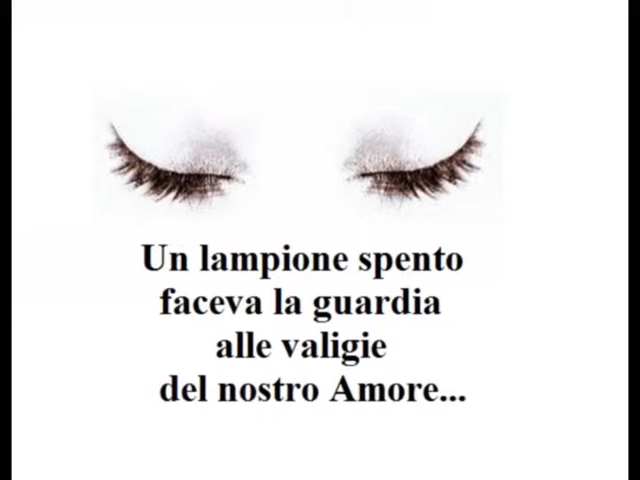 Un lampione spento
faceva la guardia
alle valigie
del nostro Amore...